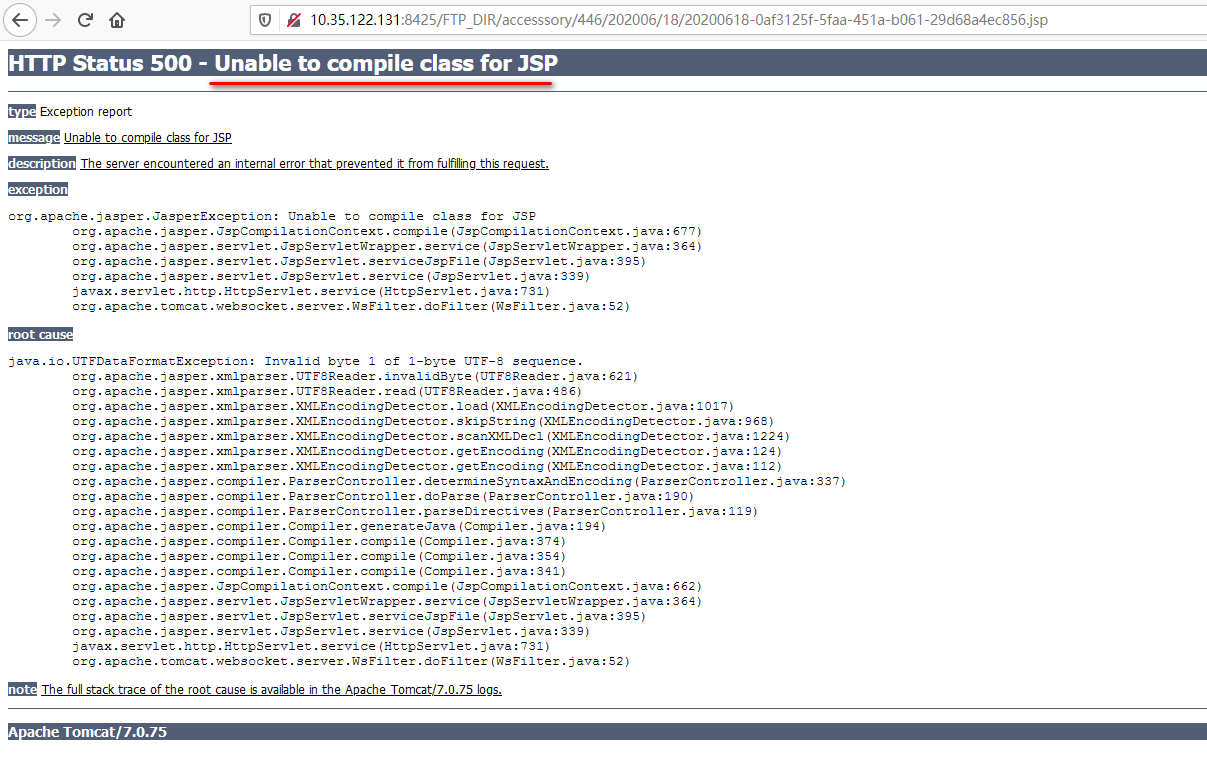 10.35.122.131:8425/FTP_DIR/accesssory/446/202006/18/20200618-0af3125f-5faa-451a-b061-29d68a4ec856.jsp
HTTP Status 500 - Unable to compile class for JSP
type Exception report
message Unable to compile class for JSP
description The server encountered an internal error that prevented it from fulfilling this request.
exception
org.apache.jasper.JasperException: Unable to compile class for JSP
org.apache.jasper.JspCompilationContext.compile(JspCompilationContext.java:677)
org.apache.jasper.servlet.JspServletWrapper.service(JspServletWrapper.java:364)
org.apache.jasper.servlet.JspServlet.serviceJspFile(JspServlet.java:395)
org.apache.jasper.servlet.JspServlet.service(JspServlet.java:339)
javax.servlet.http.HttpServlet.service(HttpServlet.java:731)
org.apache.tomcat.websocket.server.WsFilter.doFilter(WsFilter.java:52)
root cause
java.io.UTFDataFormatException: Invalid byte 1 of 1-byte UTF-8 sequence.
org.apache.jasper.xmlparser.UTF8Reader.invalidByte(UTF8Reader.java:621)
org.apache.jasper.xmlparser.UTF8Reader.read(UTF8Reader.java:486)
org.apache.jasper.xmlparser.XMLEncodingDetector.load(XMLEncodingDetector.java:1017)
org.apache.jasper.xmlparser.XMLEncodingDetector.skipString(XMLEncodingDetector.java:968)
org.apache.jasper.xmlparser.XMLEncodingDetector.scanXMLDecl(XMLEncodingDetector.java:1224)
org.apache.jasper.xmlparser.XMLEncodingDetector.getEncoding(XMLEncodingDetector.java:124)
org.apache.jasper.xmlparser.XMLEncodingDetector.getEncoding(XMLEncodingDetector.java:112)
org.apache.jasper.compiler.ParserController.determineSyntaxAndEncoding(ParserController.java:337)
org.apache.jasper.compiler.ParserController.doParse(ParserController.java:190)
org.apache.jasper.compiler.ParserController.parseDirectives(ParserController.java:119)
org.apache.jasper.compiler.Compiler.generateJava(Compiler.java:194)
org.apache.jasper.compiler.Compiler.compile(Compiler.java:374)
org.apache.jasper.compiler.Compiler.compile(Compiler.java:354)
org.apache.jasper.compiler.Compiler.compile(Compiler.java:341)
org.apache.jasper.JspCompilationContext.compile(JspCompilationContext.java:662)
org.apache.jasper.servlet.JspServletWrapper.service(JspServletWrapper.java:364)
org.apache.jasper.servlet.JspServlet.serviceJspFile(JspServlet.java:395)
org.apache.jasper.servlet.JspServlet.service(JspServlet.java:339)
javax.servlet.http.HttpServlet.service(HttpServlet.java:731)
org.apache.tomcat.websocket.server.WsFilter.doFilter(WsFilter.java:52)
note The full stack trace of the root cause is available in the Apache Tomcat/7.0.75 logs.
Apache Tomcat/7.0.75